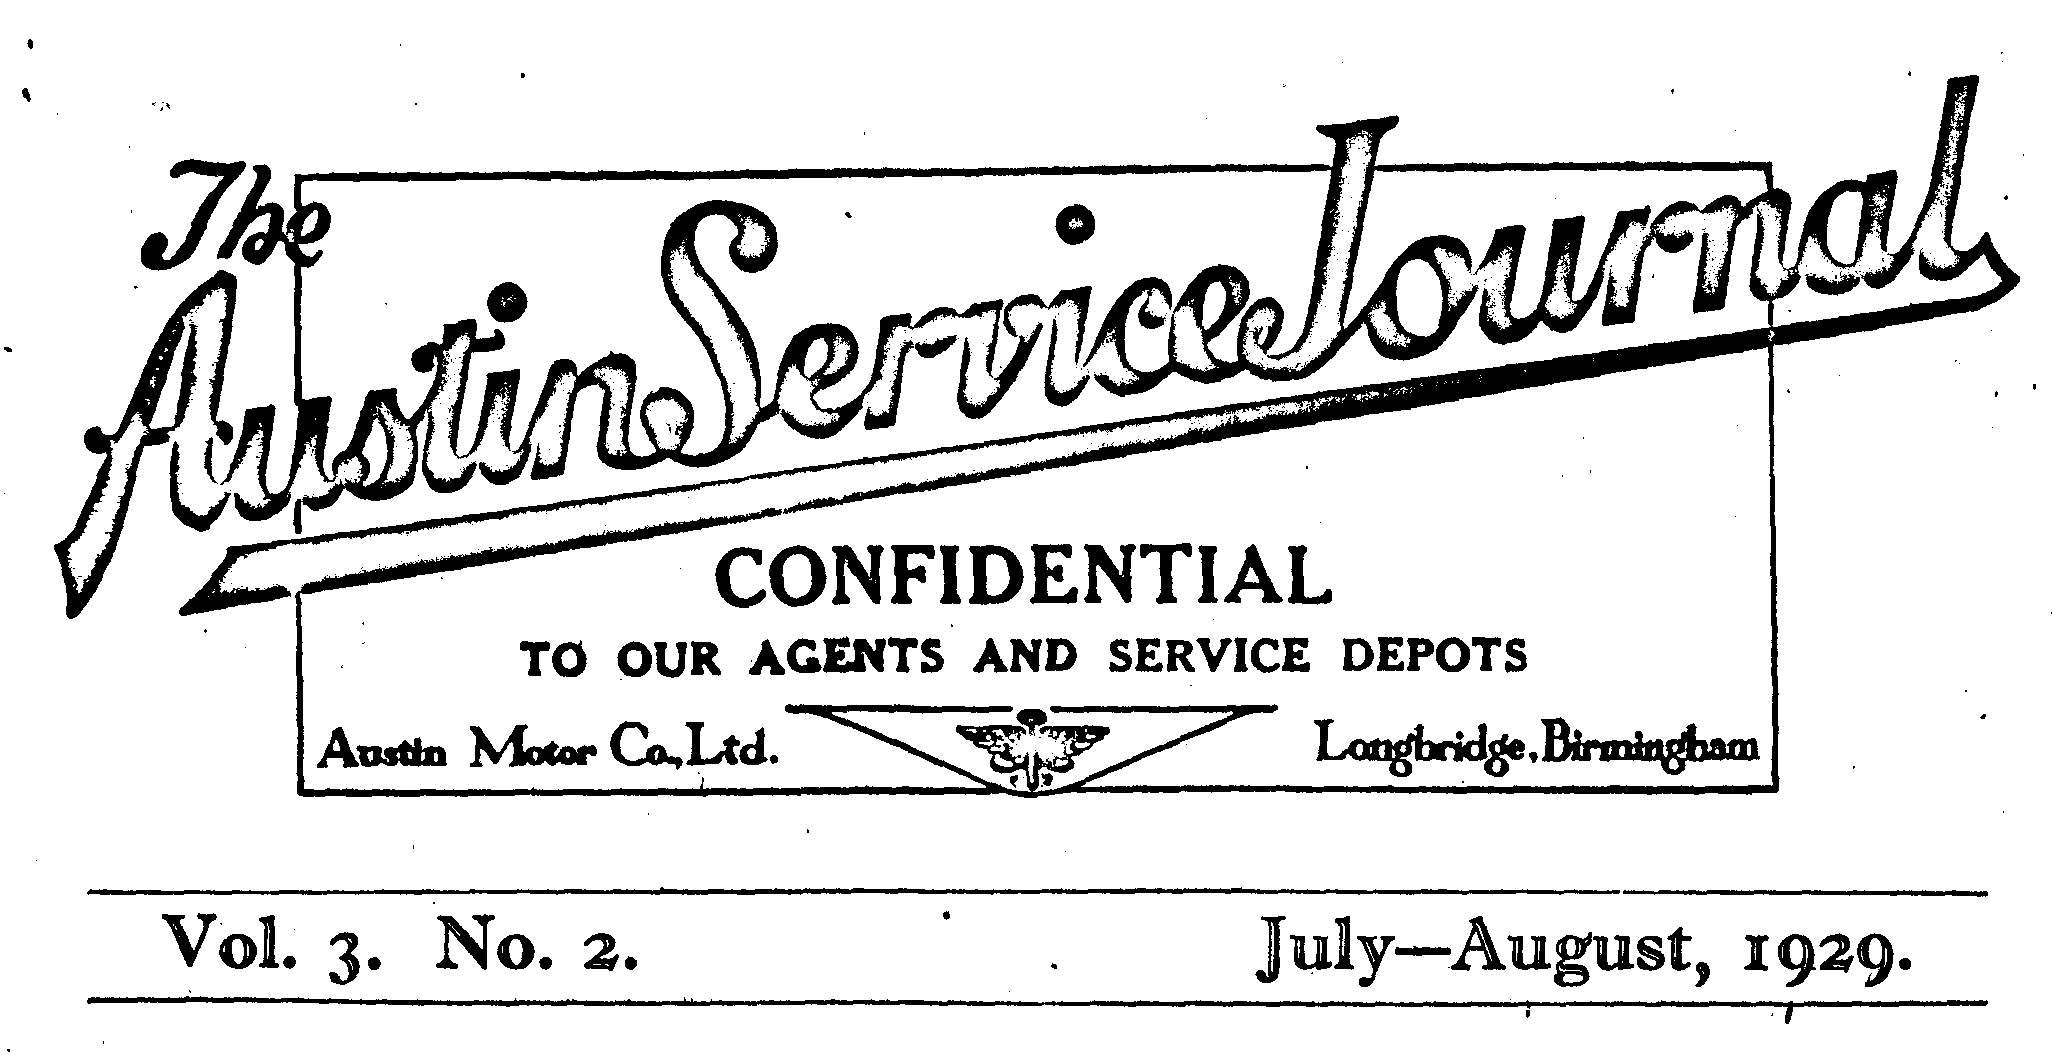 The
Austin Service Journal
CONFIDENTIAL
TO OUR AGENTS AND SERVICE DEPOTS
Austin Motor Co., Ltd. Longbridge, Birmingham
Vol. 3. No. 2. July—August, 1929.